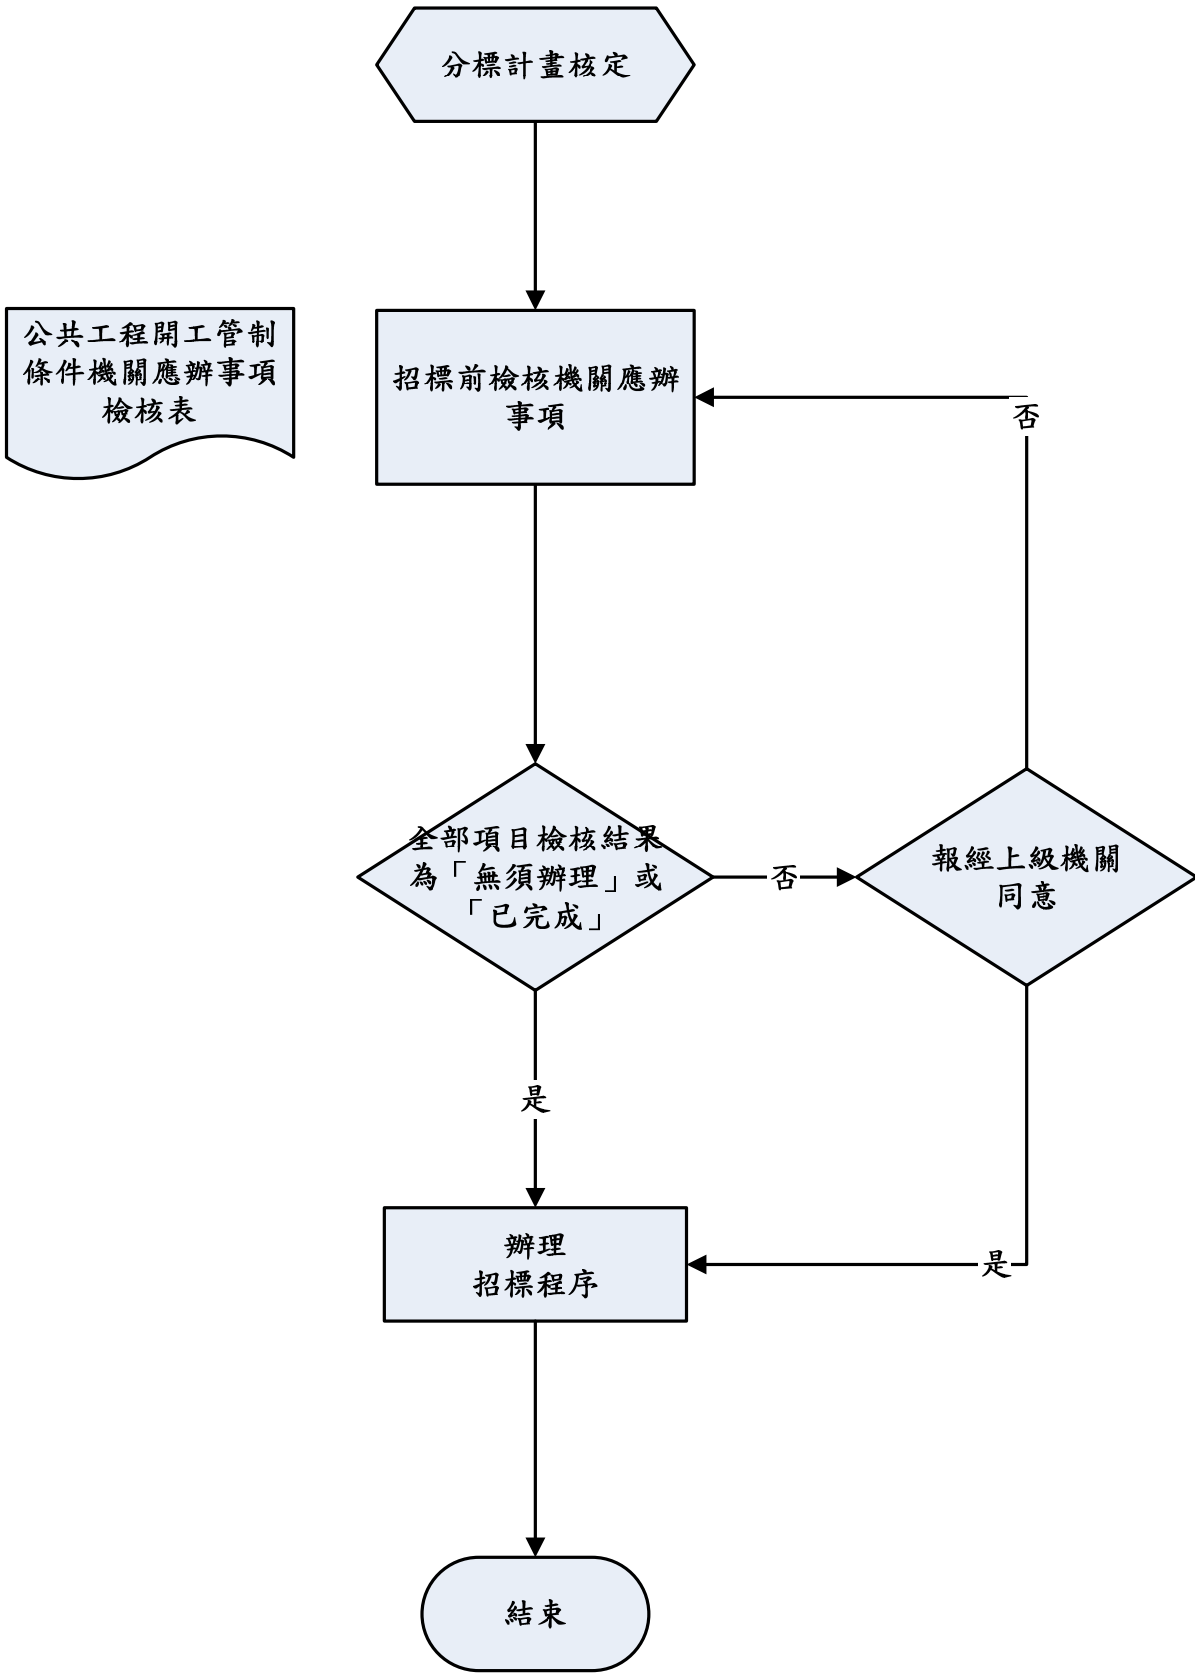 分標計畫核定
公共工程開工管制
條件機關應辦事項
檢核表
招標前檢核機關應辦
事項
否
全部項目檢核結果
為「無須辦理」或
「已完成」
否
報經上級機關
同意
是
辦理
招標程序
是
結束